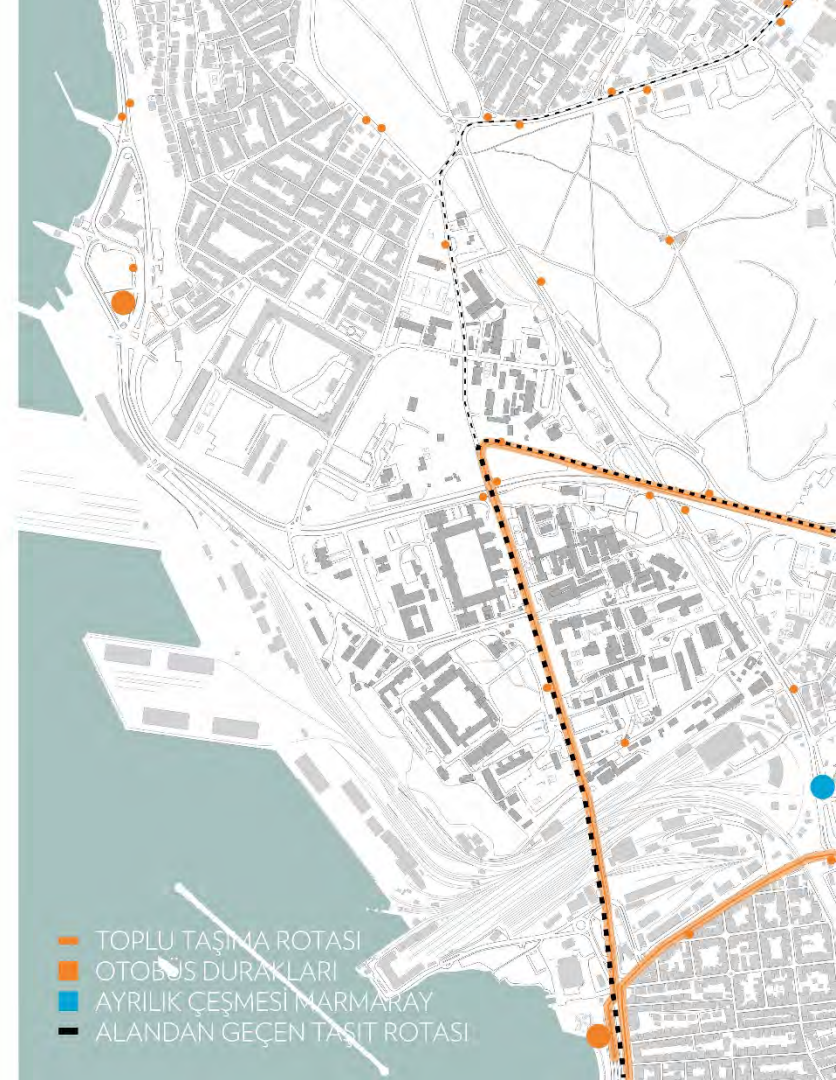 TOPLU TAŞIMA ROTASI
OTOBÜS DURAKLARI
AYRILIK ÇEŞMESİ MARMARAY
ALANDAN GEÇEN TAŞIT ROTASI